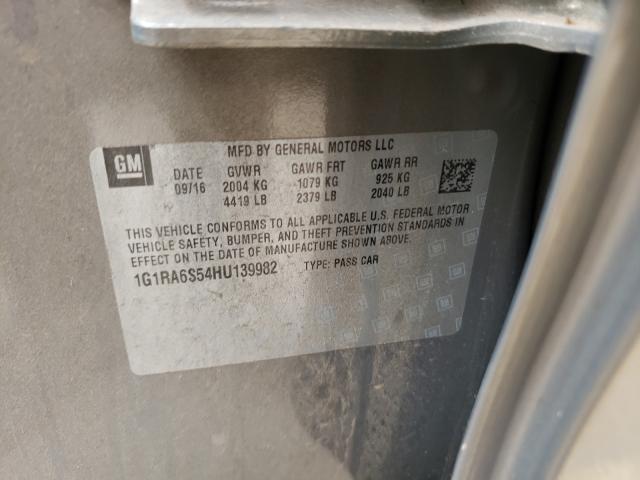 GM
MFD BY GENERAL MOTORS LLC
DATE GVWR GAWR FRT GAWR RR
09/16 2004 KG 1079 KG 925 KG
4419 LB 2379 LB 2040 LB
THIS VEHICLE CONFORMS TO ALL APPLICABLE U.S. FEDERAL MOTOR
VEHICLE SAFETY, BUMPER, AND THEFT PREVENTION STANDARDS IN
EFFECT ON THE DATE OF MANUFACTURE SHOWN ABOVE.
1G1RA6S54HU139982 TYPE: PASS CAR